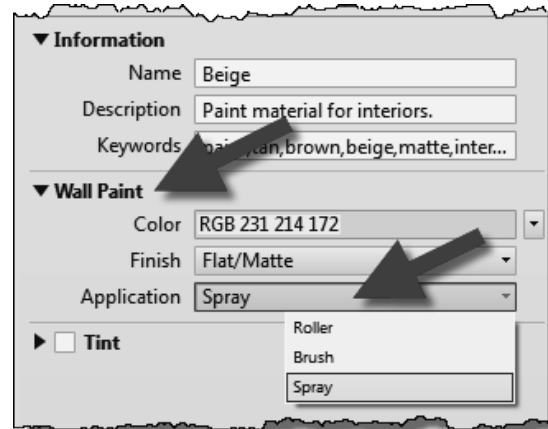 Information
Name Beige
Description Paint material for interiors.
Keywords tan,brown,beige,matte,inter...
Wall Paint
Color RGB 231 214 172
Finish Flat/Matte
Application Spray
Roller
Tint
Brush
Spray